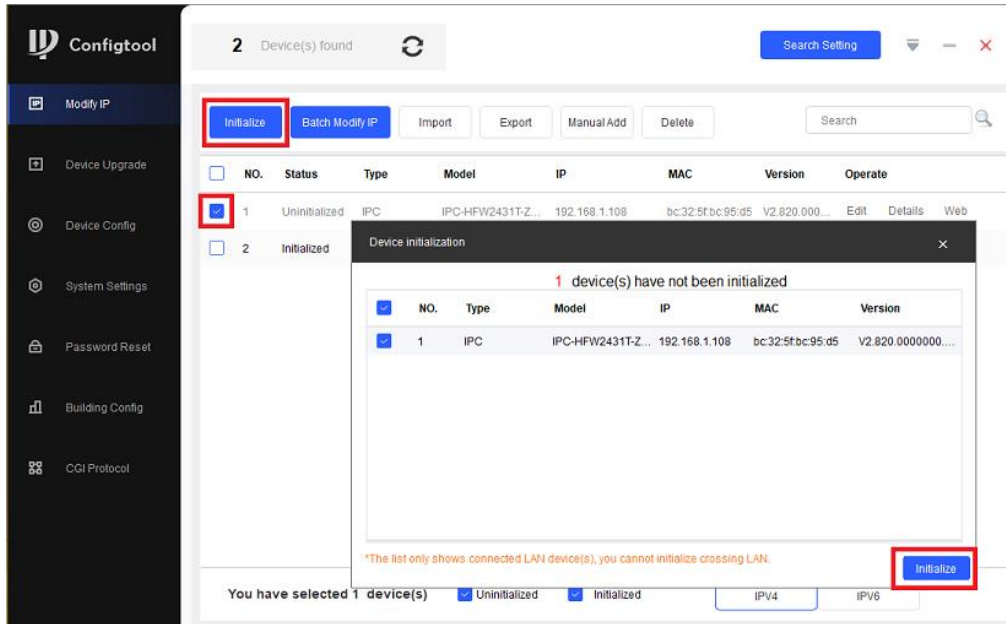 Configtool
2 Device(s) found
Search Setting
Modify IP
Device Upgrade
Device Config
System Settings
Password Reset
Building Config
CGI Protocol
Initialize Batch Modify IP Import Export Manual Add Delete Search
NO. Status Type Model IP MAC Version Operate
1 Uninitialized IPC IPC-HFW2431T-Z... 192.168.1.108 bc:32:5f:bc:95:d5 V2.820.000... Edit Details Web
2 Initialized
Device initialization
1 device(s) have not been initialized
NO. Type Model IP MAC Version
1 IPC IPC-HFW2431T-Z... 192.168.1.108 bc:32:5f:bc:95:d5 V2.820.0000000....
*The list only shows connected LAN device(s), you cannot initialize crossing LAN.
Initialize
You have selected 1 device(s) Uninitialized Initialized IPV4 IPV6